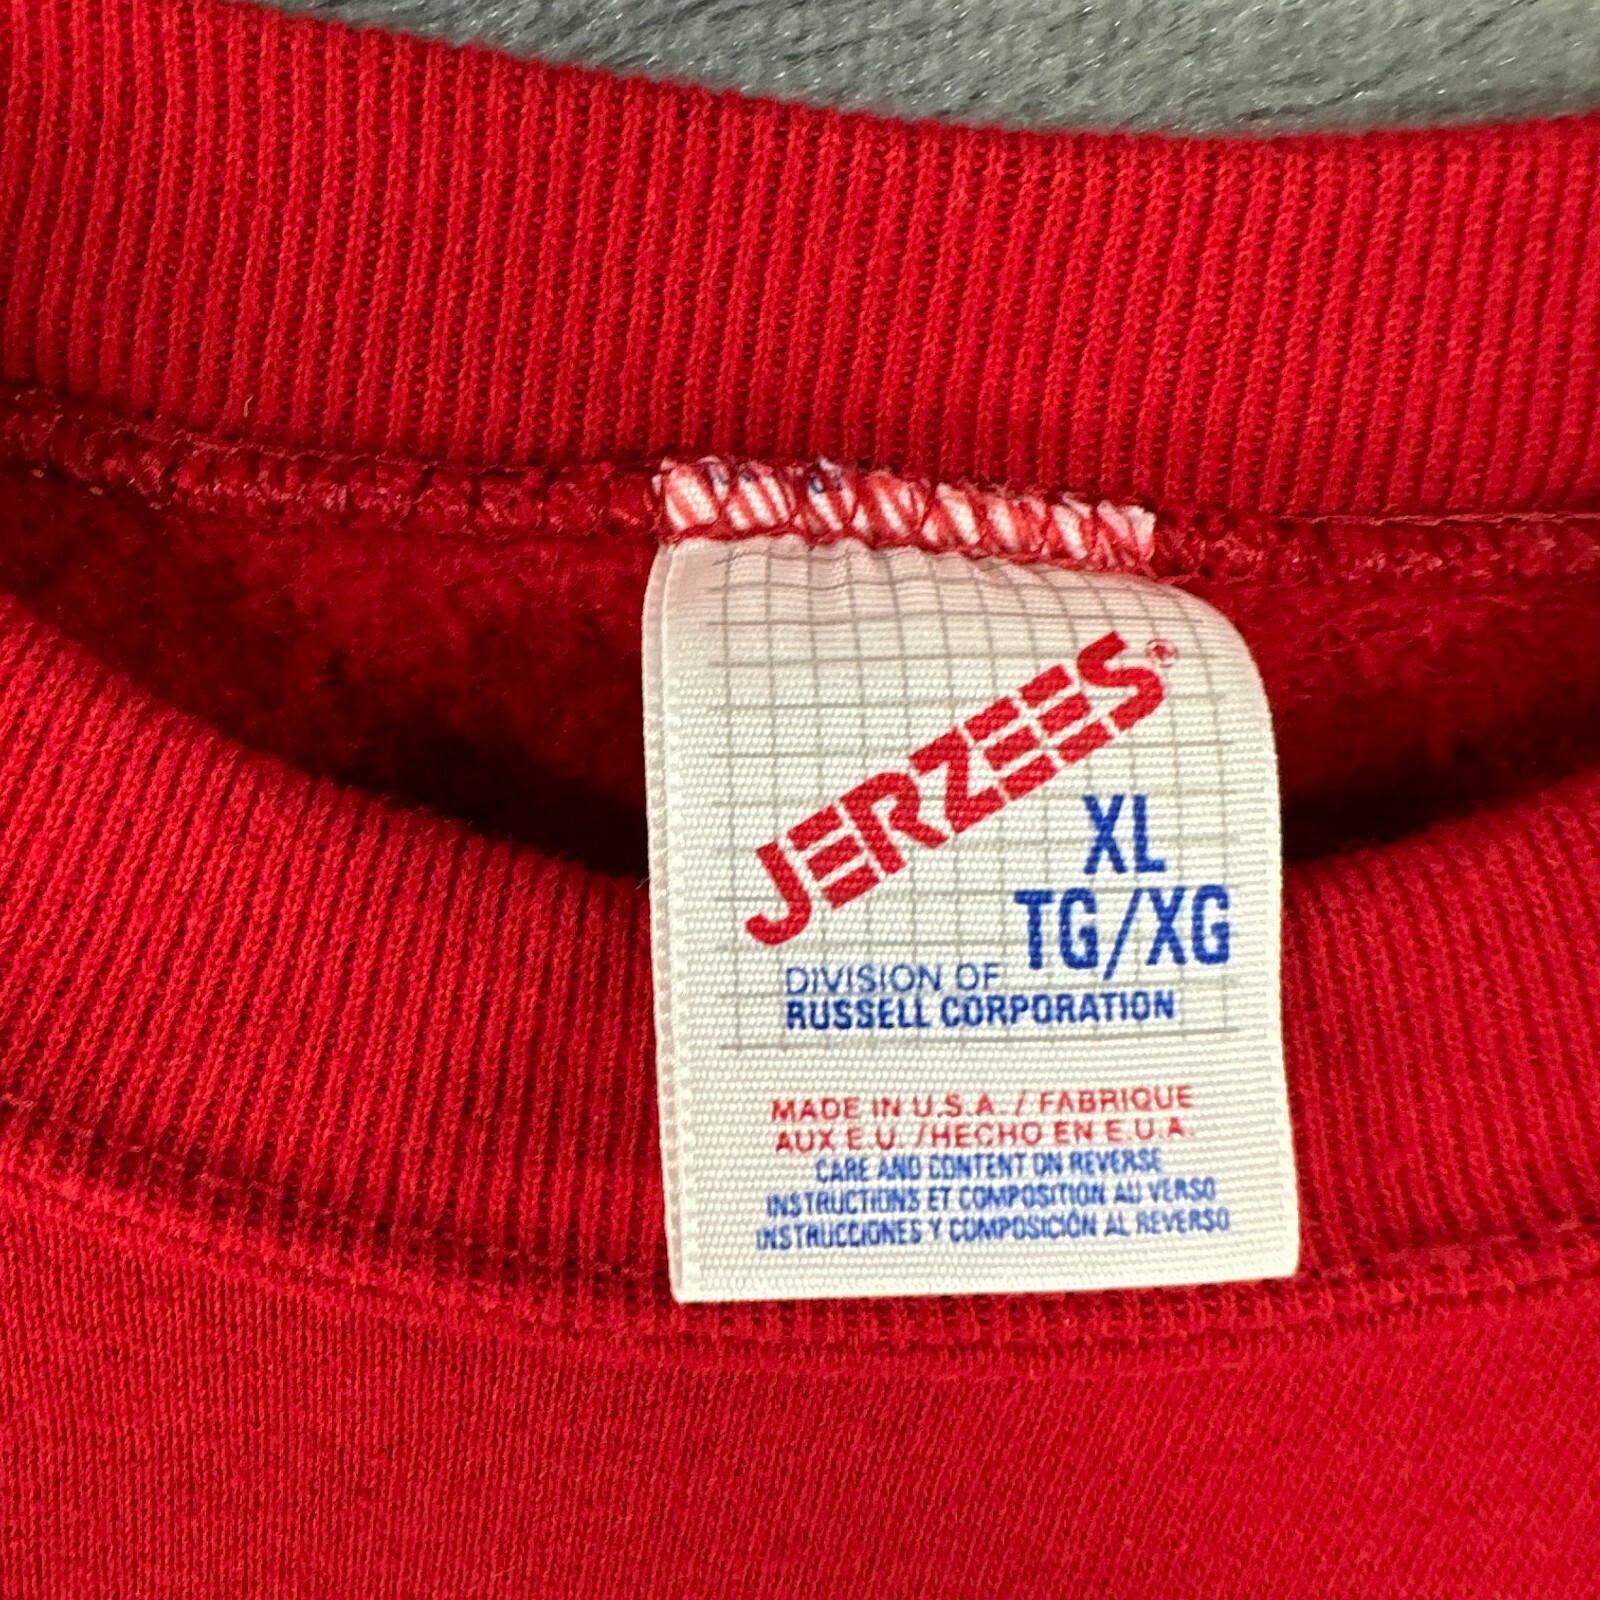 JERZEES®
XL
TG/XG
DIVISION OF
RUSSELL CORPORATION
MADE IN U.S.A. / FABRIQUE
AUX E.U. /HECHO EN E.U.A.
CARE AND CONTENT ON REVERSE
INSTRUCTIONS ET COMPOSITION AU VERSO
INSTRUCCIONES Y COMPOSICIÓN AL REVERSO